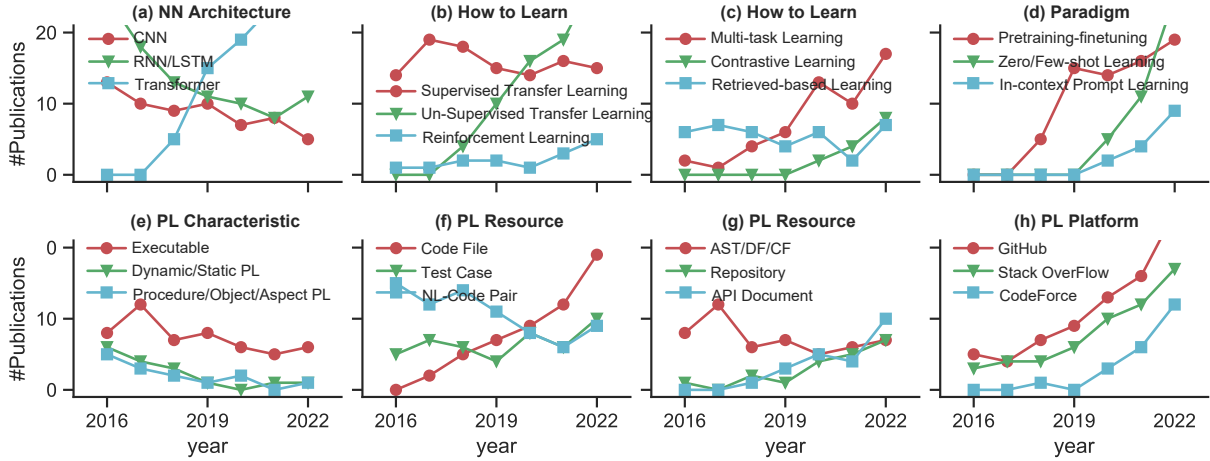 (a) NN Architecture
(b) How to Learn
(c) How to Learn
(d) Paradigm
#Publications
20
10
0
CNN
RNN/LSTM
Transformer
Supervised Transfer Learning
Un-Supervised Transfer Learning
Reinforcement Learning
Multi-task Learning
Contrastive Learning
Retrieved-based Learning
Pretraining-finetuning
Zero/Few-shot Learning
In-context Prompt Learning
(e) PL Characteristic
(f) PL Resource
(g) PL Resource
(h) PL Platform
#Publications
0
10
0
Executable
Dynamic/Static PL
Procedure/Object/Aspect PL
Code File
Test Case
NL-Code Pair
AST/DF/CF
Repository
API Document
GitHub
Stack OverFlow
CodeForce
2016 2019 2022
2016 2019 2022
2016 2019 2022
2016 2019 2022
year
year
year
year